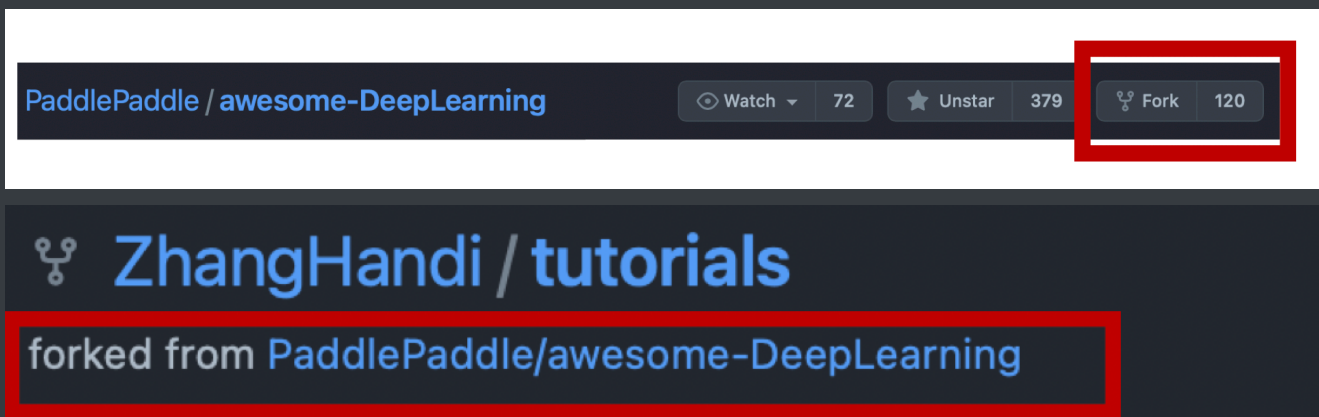 PaddlePaddle / awesome-DeepLearning Watch 72 Unstar 379 Fork 120
ZhangHandi / tutorials
forked from PaddlePaddle/awesome-DeepLearning